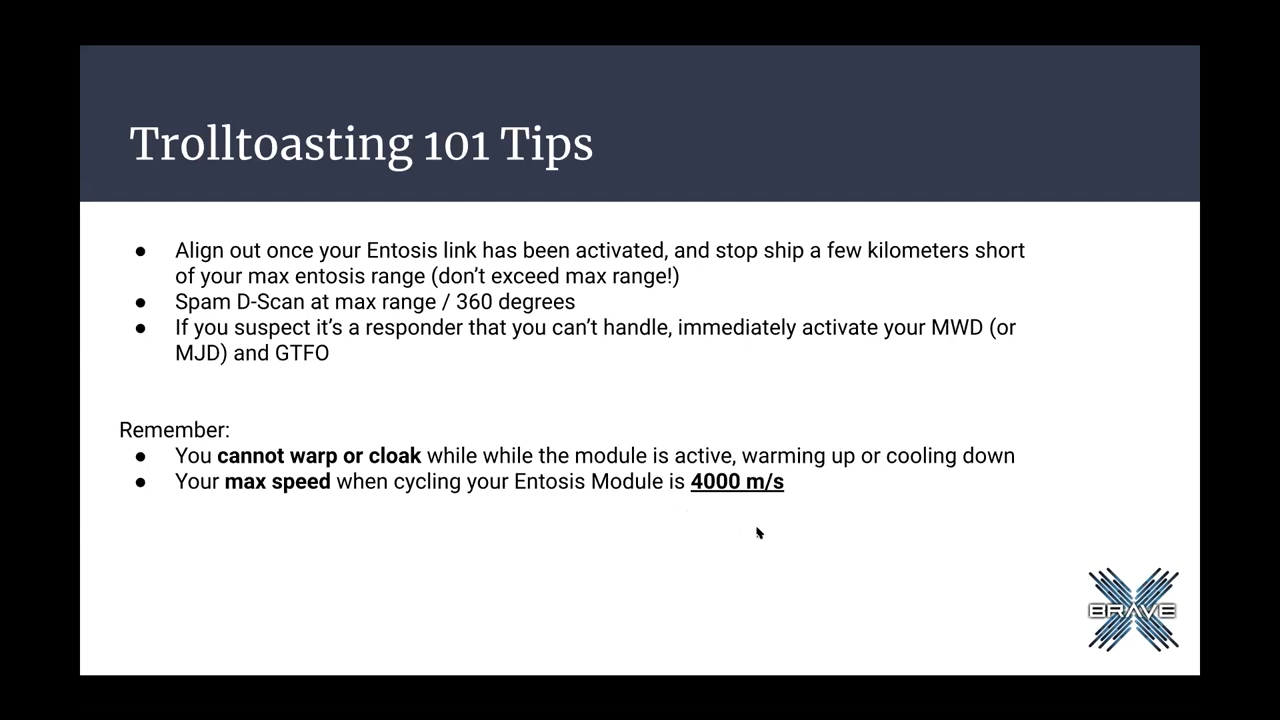 Trolltoasting 101 Tips
● Align out once your Entosis link has been activated, and stop ship a few kilometers short
of your max entosis range (don’t exceed max range!)
● Spam D-Scan at max range / 360 degrees
● If you suspect it’s a responder that you can’t handle, immediately activate your MWD (or
MJD) and GTFO
Remember:
● You cannot warp or cloak while while the module is active, warming up or cooling down
● Your max speed when cycling your Entosis Module is 4000 m/s
BRAVE